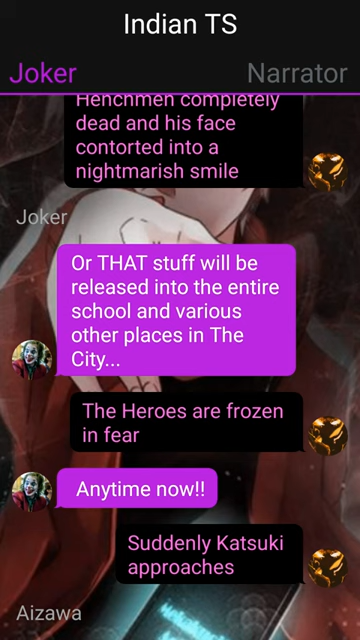 Indian TS
Joker Narrator
Henchmen completely
dead and his face
contorted into a
nightmarish smile
Joker
Or THAT stuff will be
released into the entire
school and various
other places in The
City...
The Heroes are frozen
in fear
Anytime now!!
Suddenly Katsuki
approaches
Aizawa